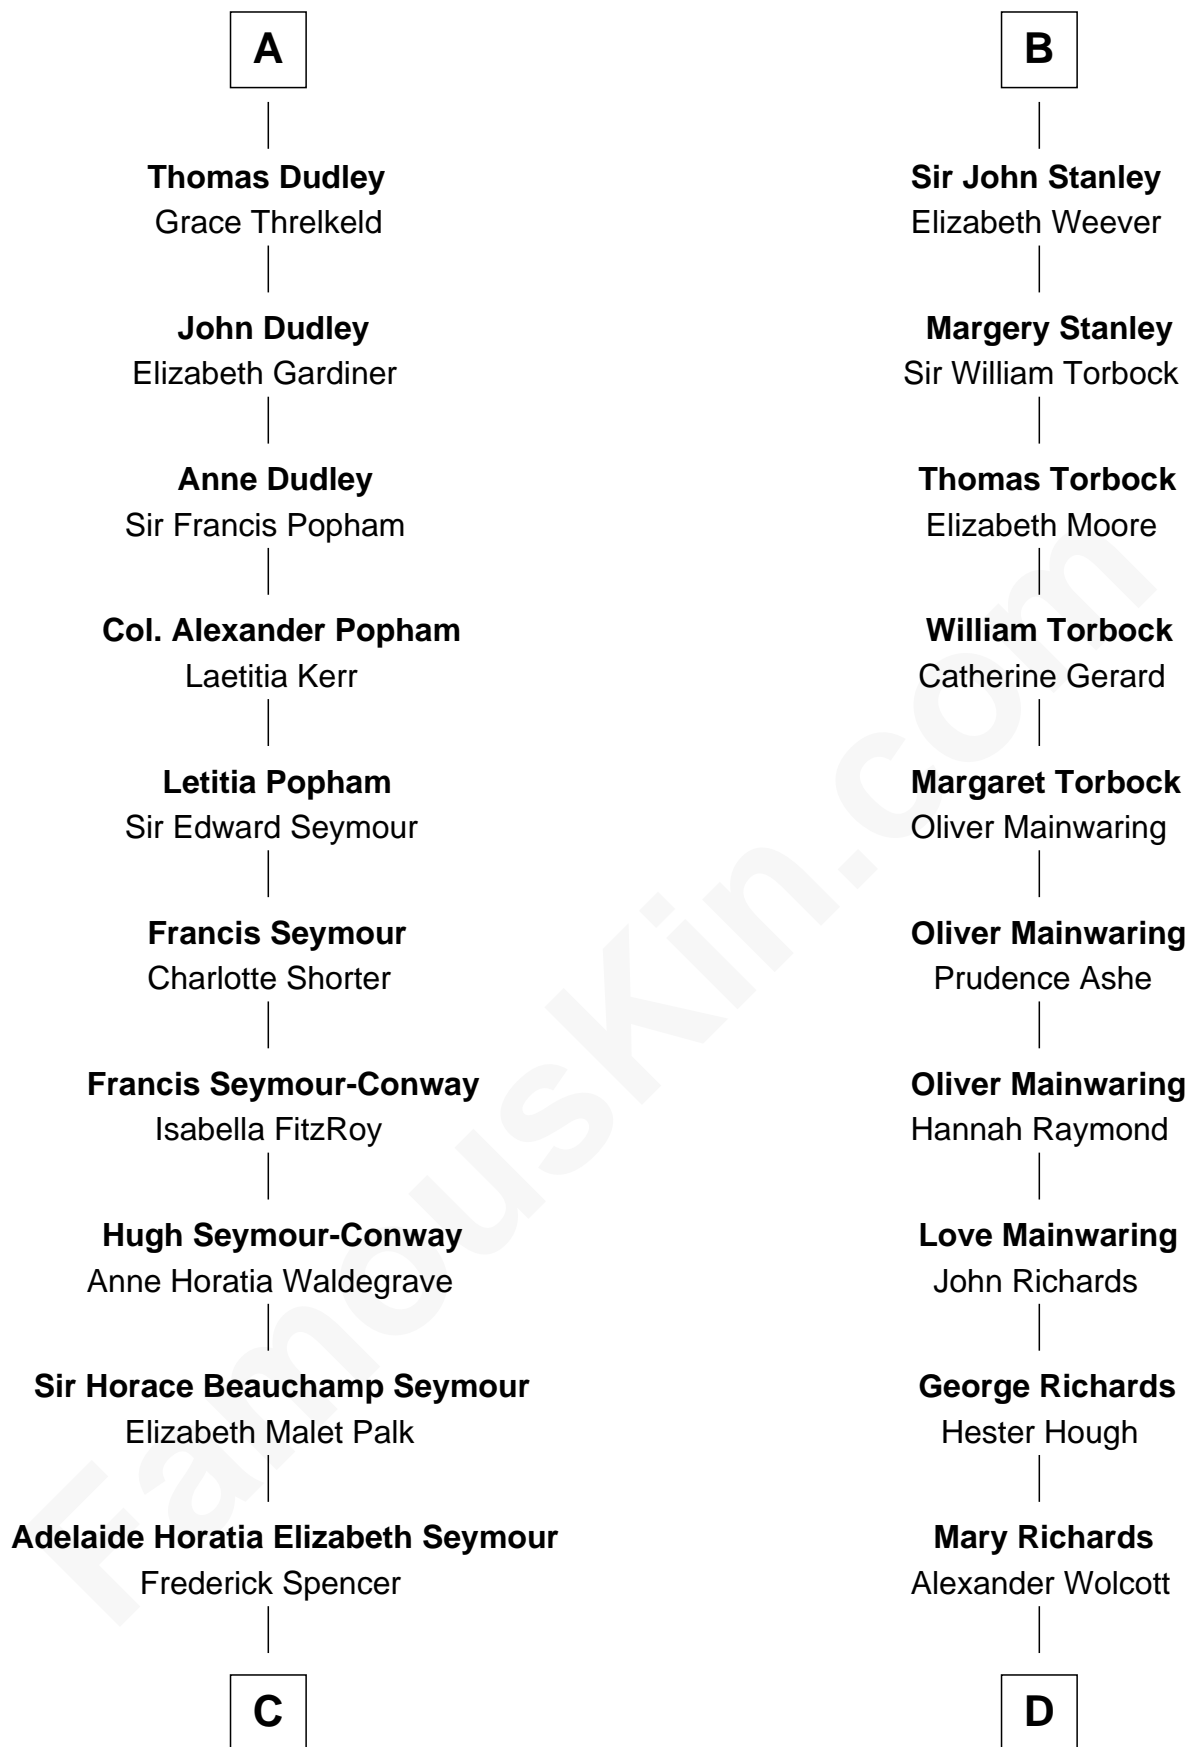 A
Thomas Dudley
Grace Threlkeld
John Dudley
Elizabeth Gardiner
Anne Dudley
Sir Francis Popham
Col. Alexander Popham
Laetitia Kerr
Letitia Popham
Sir Edward Seymour
Francis Seymour
Charlotte Shorter
Francis Seymour-Conway
Isabella FitzRoy
Hugh Seymour-Conway
Anne Horatia Waldegrave
Sir Horace Beauchamp Seymour
Elizabeth Malet Palk
Adelaide Horatia Elizabeth Seymour
Frederick Spencer
C
B
Sir John Stanley
Elizabeth Weever
Margery Stanley
Sir William Torbock
Thomas Torbock
Elizabeth Moore
William Torbock
Catherine Gerard
Margaret Torbock
Oliver Mainwaring
Oliver Mainwaring
Prudence Ashe
Oliver Mainwaring
Hannah Raymond
Love Mainwaring
John Richards
George Richards
Hester Hough
Mary Richards
Alexander Wolcott
D
FamousKin.com